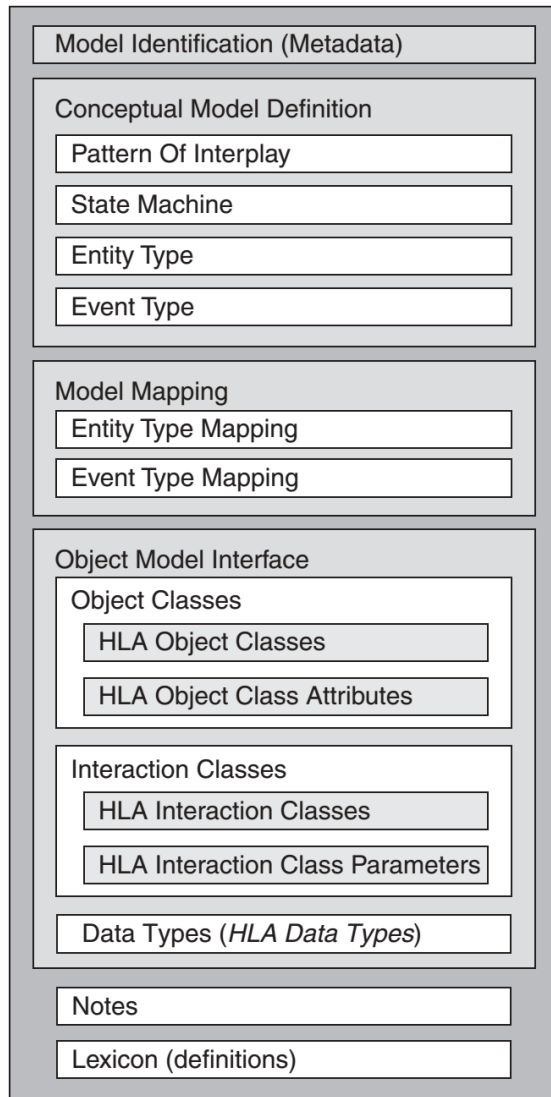 Model Identification (Metadata)
Conceptual Model Definition
Pattern Of Interplay
State Machine
Entity Type
Event Type
Model Mapping
Entity Type Mapping
Event Type Mapping
Object Model Interface
Object Classes
HLA Object Classes
HLA Object Class Attributes
Interaction Classes
HLA Interaction Classes
HLA Interaction Class Parameters
Data Types (HLA Data Types)
Notes
Lexicon (definitions)